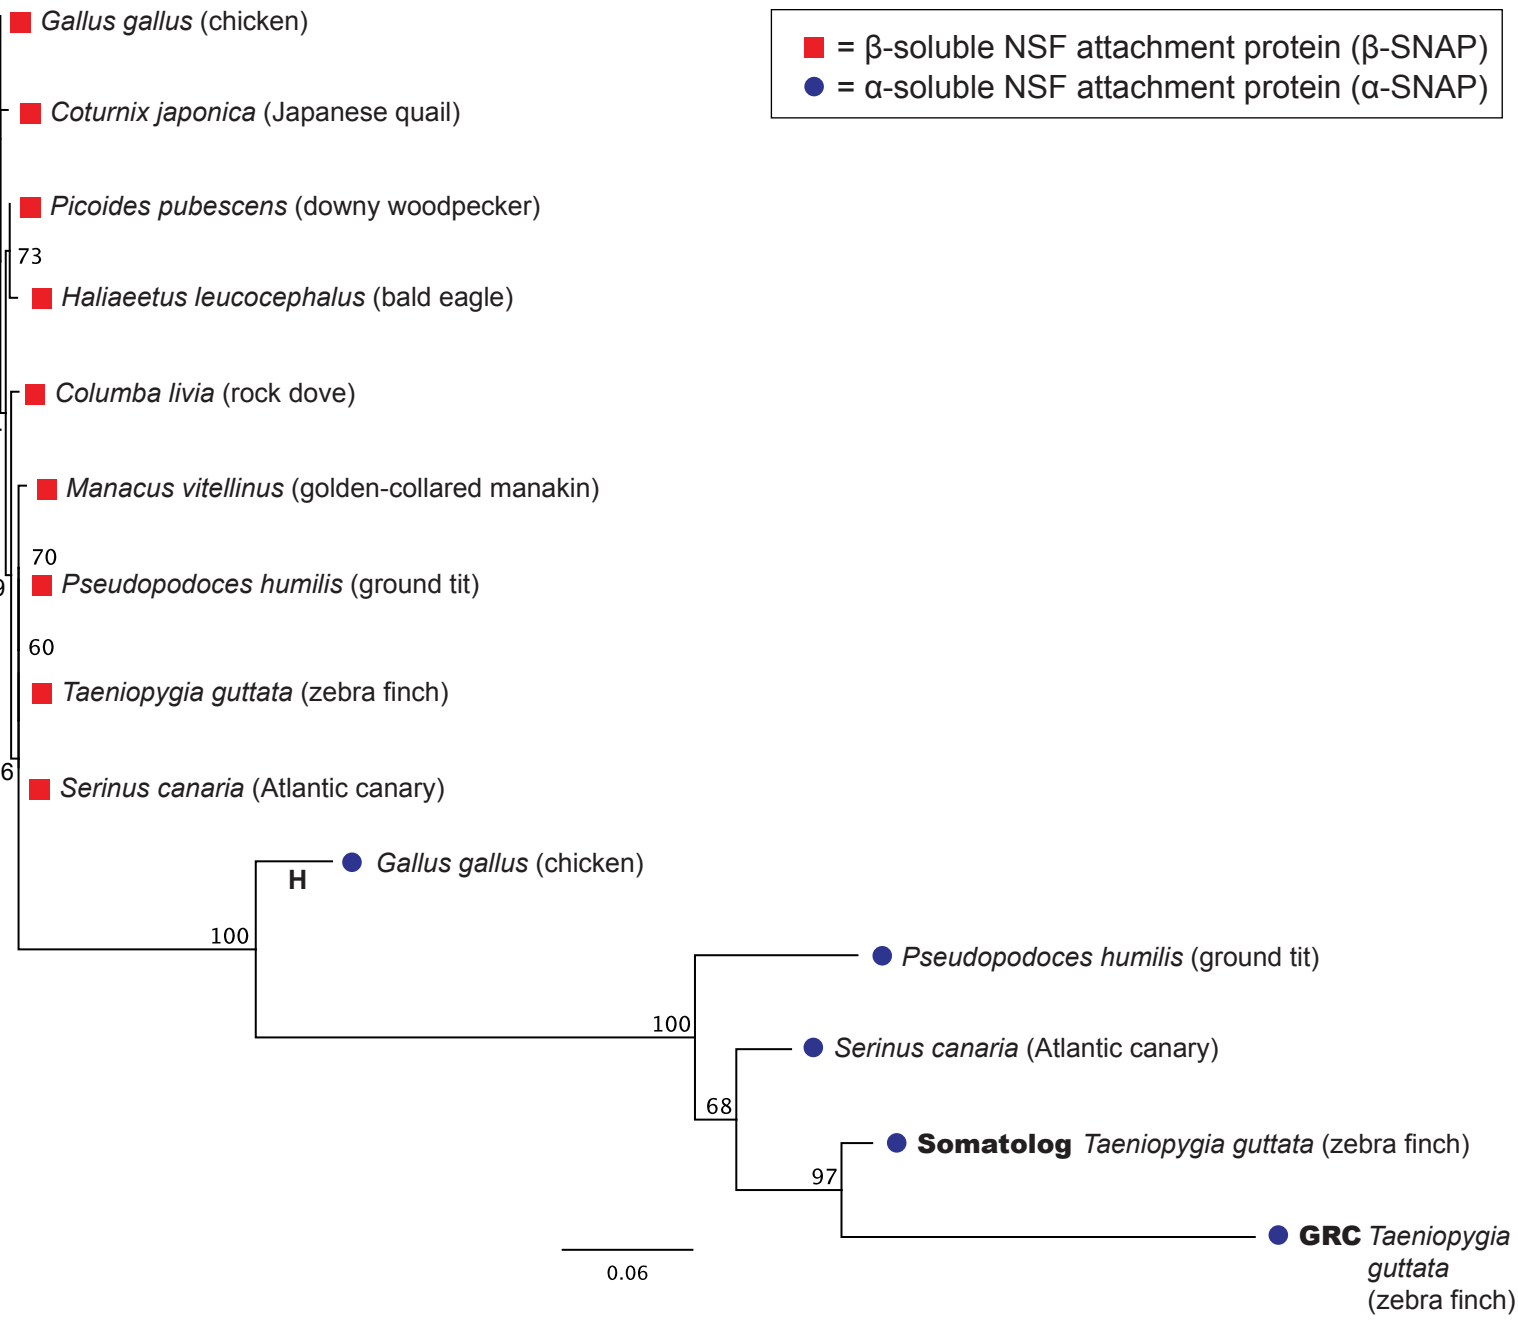 Gallus gallus (chicken)
= β-soluble NSF attachment protein (β-SNAP)
= α-soluble NSF attachment protein (α-SNAP)
Coturnix japonica (Japanese quail)
Picoides pubescens (downy woodpecker)
73
Haliaeetus leucocephalus (bald eagle)
Columba livia (rock dove)
Manacus vitellinus (golden-collared manakin)
70
Pseudopodoces humilis (ground tit)
9
60
Taeniopygia guttata (zebra finch)
6
Serinus canaria (Atlantic canary)
Gallus gallus (chicken)
H
100
Pseudopodoces humilis (ground tit)
100
Serinus canaria (Atlantic canary)
68
Somatolog Taeniopygia guttata (zebra finch)
97
GRC Taeniopygia
guttata
(zebra finch)
0.06